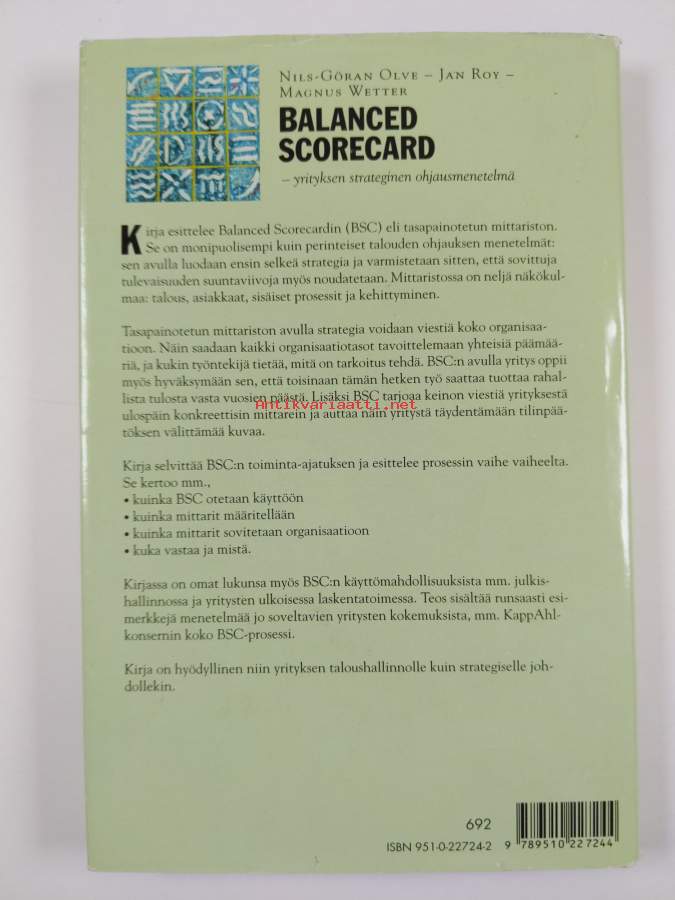 NILS-GÖRAN OLVE – JAN ROY –
MAGNUS WETTER
BALANCED
SCORECARD
– yrityksen strateginen ohjausmenetelmä
Kirja esittelee Balanced Scorecardin (BSC) eli tasapainotetun mittariston.
Se on monipuolisempi kuin perinteiset talouden ohjauksen menetelmät:
sen avulla luodaan ensin selkeä strategia ja varmistetaan sitten, että sovittuja
tulevaisuuden suuntaviivoja myös noudatetaan. Mittaristossa on neljä näkökul-
maa: talous, asiakkaat, sisäiset prosessit ja kehittyminen.
Tasapainotetun mittariston avulla strategia voidaan viestiä koko organisaa-
tioon. Näin saadaan kaikki organisaatiotasot tavoittelemaan yhteisiä päämää-
riä, ja kukin työntekijä tietää, mitä on tarkoitus tehdä. BSC:n avulla yritys oppii
myös hyväksymään sen, että toisinaan tämän hetken työ saattaa tuottaa rahal-
lista tulosta vasta vuosien päästä. Lisäksi BSC tarjoaa keinon viestiä yrityksestä
Antikvariaatti.net
ulospäin konkreettisin mittarein ja auttaa näin yritystä täydentämään tilinpää-
töksen välittämää kuvaa.
Kirja selvittää BSC:n toiminta-ajatuksen ja esittelee prosessin vaihe vaiheelta.
Se kertoo mm.,
• kuinka BSC otetaan käyttöön
• kuinka mittarit määritellään
• kuinka mittarit sovitetaan organisaatioon
• kuka vastaa ja mistä.
Kirjassa on omat lukunsa myös BSC:n käyttömahdollisuuksista mm. julkis-
hallinnossa ja yritysten ulkoisessa laskentatoimessa. Teos sisältää runsaasti esi-
merkkejä menetelmää jo soveltavien yritysten kokemuksista, mm. KappAhl-
konsernin koko BSC-prosessi.
Kirja on hyödyllinen niin yrityksen taloushallinnolle kuin strategiselle joh-
dollekin.
692
ISBN 951-0-22724-2
9 789510 227244